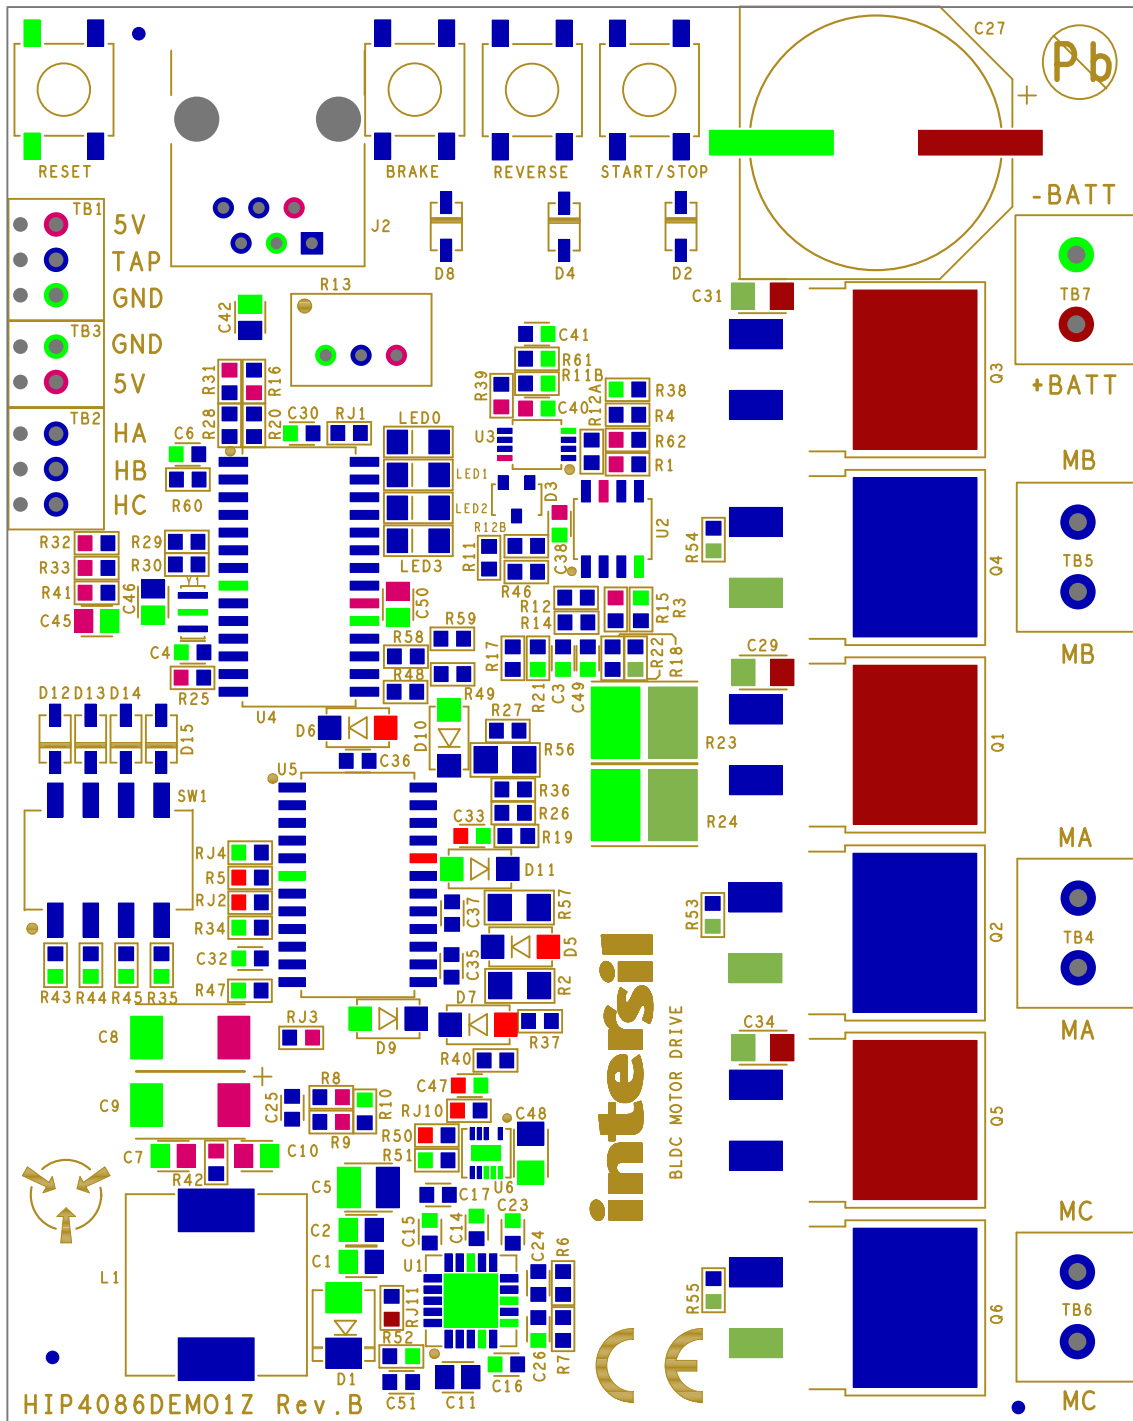 C27
Pb
+
RESET
BRAKE
REVERSE
START/STOP
-BATT
TB1
5V
J2
TAP
D8
D4
D2
GND
R13
C31
TB7
TB3
GND
C42
C41
R61
+BATT
5V
R31
R16
R39
R11B
R38
Q3
TB2
HA
R28
R20
C30
RJ1
LED0
C40
R12A
R4
C6
U3
R62
HB
LED1
R1
MB
R60
HC
LED2
D3
R12B
U2
R32
R29
R11
C38
R54
TB5
R33
R30
LED3
Q4
R41
Y1
R46
C45
C46
C50
R12
R15
R3
R14
C4
R59
R58
MB
R17
R22
R18
C29
R25
R48
R49
R21
C3
C49
D12
D13
D14
U4
D6
R27
D15
D10
R56
R23
Q1
U5
C36
SW1
R36
R26
R24
C33
R19
MA
RJ4
R5
D11
RJ2
C37
R57
R53
R34
Q2
TB4
C32
C35
D5
R43
R44
R45
R35
R47
D7
R2
MA
C8
RJ3
D9
R37
C34
R40
+
C9
C25
R8
R10
C47
RJ10
C48
R9
R50
Q5
C7
R42
C10
R51
U6
intersil
BLDC MOTOR DRIVE
C5
C17
C23
MC
C2
C15
C14
C24
R6
L1
C1
U1
R55
RJ11
TB6
Q6
R52
C26
R7
D1
C51
C11
C16
CE
HIP4086DEMO1Z Rev.B
MC